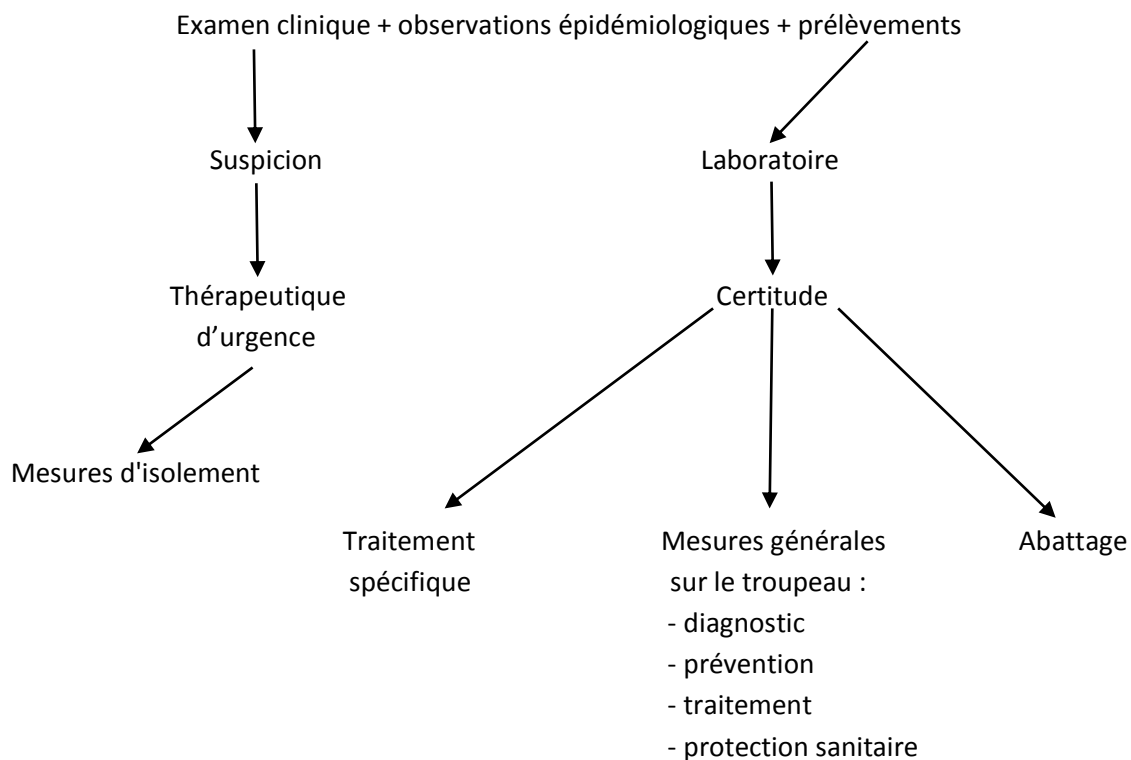 Examen clinique + observations épidémiologiques + prélèvements
Suspicion
Laboratoire
Thérapeutique
d’urgence
Certitude
Mesures d'isolement
Traitement
spécifique
Mesures générales
sur le troupeau :
- diagnostic
- prévention
- traitement
- protection sanitaire
Abattage